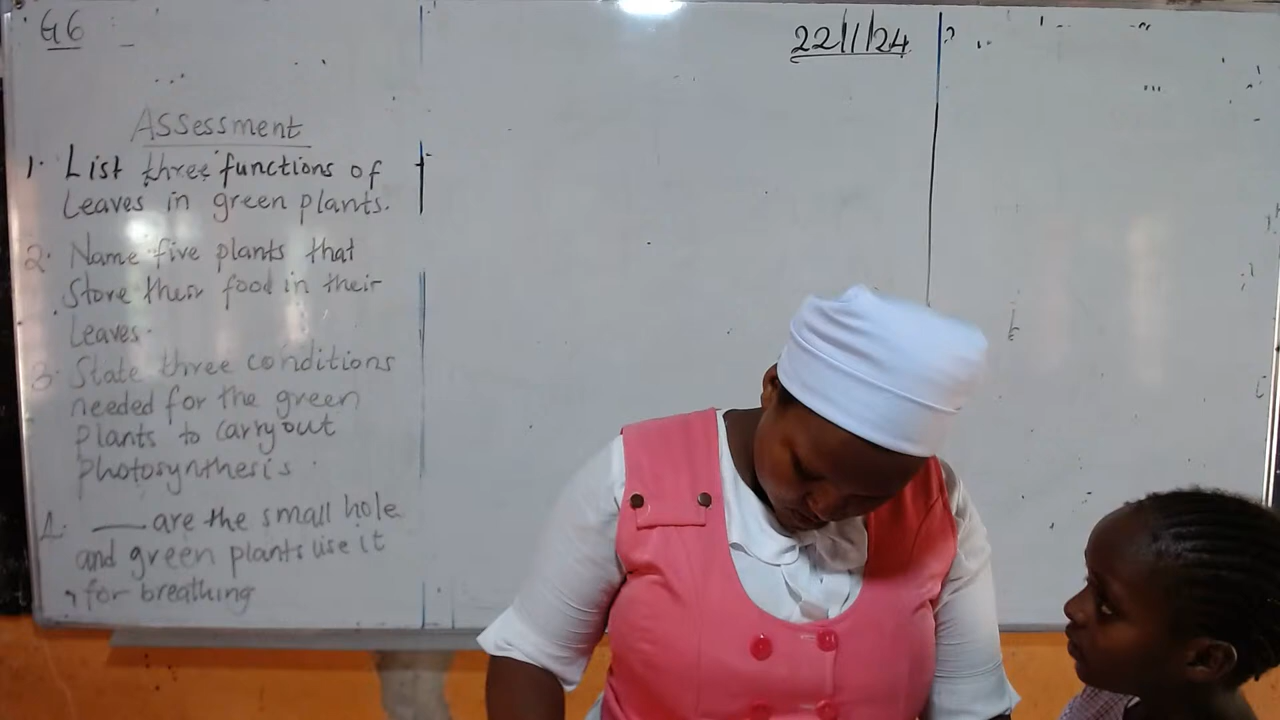 G6
22/1/24
Assessment
1. List three functions of
Leaves in green plants.
2. Name five plants that
Store their food in their
Leaves.
3. State three conditions
needed for the green
plants to carryout
photosynthesis.
4. ___ are the small hole
and green plants use it
for breathing